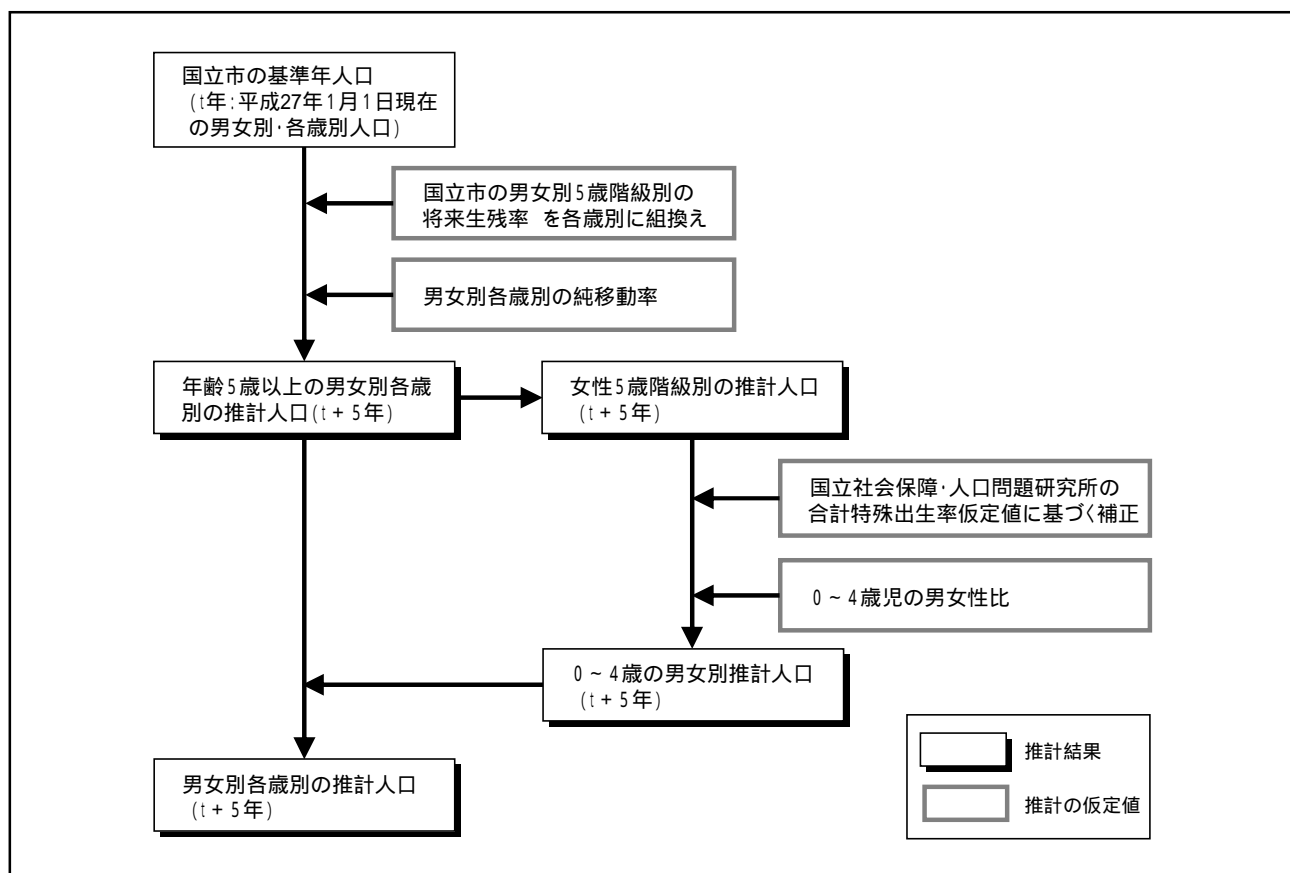 国立市の基準年人口
(t年:平成27年1月1日現在
の男女別・各歳別人口)
国立市の男女別5歳階級別の
将来生残率 を各歳別に組換え
男女別各歳別の純移動率
年齢5歳以上の男女別各歳
別の推計人口(t+5年)
女性5歳階級別の推計人口
(t+5年)
国立社会保障・人口問題研究所の
合計特殊出生率仮定値に基づく補正
0~4歳児の男女性比
0~4歳の男女別推計人口
(t+5年)
男女別各歳別の推計人口
(t+5年)
推計結果
推計の仮定値